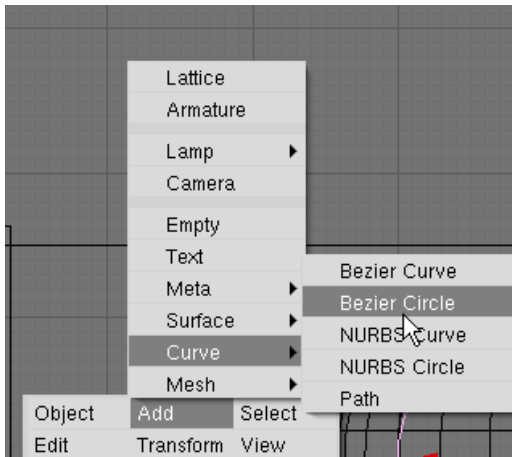 Lattice
Armature
Lamp
Camera
Empty
Text
Meta
Surface
Curve
Mesh
Bezier Curve
Bezier Circle
NURBS Curve
NURBS Circle
Path
Object Add Select
Edit Transform View